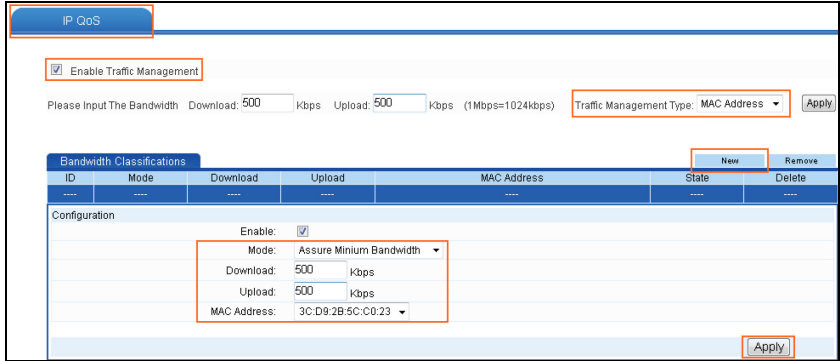 IP QoS
Enable Traffic Management
Please Input The Bandwidth Download: 500 Kbps Upload: 500 Kbps (1Mbps=1024kbps) Traffic Management Type: MAC Address Apply
Bandwidth Classifications New Remove
ID Mode Download Upload MAC Address State Delete
---- ---- ---- ---- ---- ---- ----
Configuration
Enable:
Mode: Assure Minium Bandwidth
Download: 500 Kbps
Upload: 500 Kbps
MAC Address: 3C:D9:2B:5C:C0:23
Apply